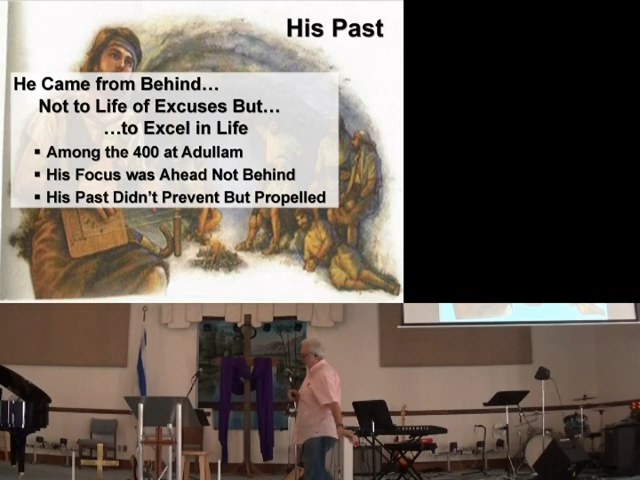 His Past
He Came from Behind…
Not to Life of Excuses But…
…to Excel in Life
▪ Among the 400 at Adullam
▪ His Focus was Ahead Not Behind
▪ His Past Didn't Prevent But Propelled